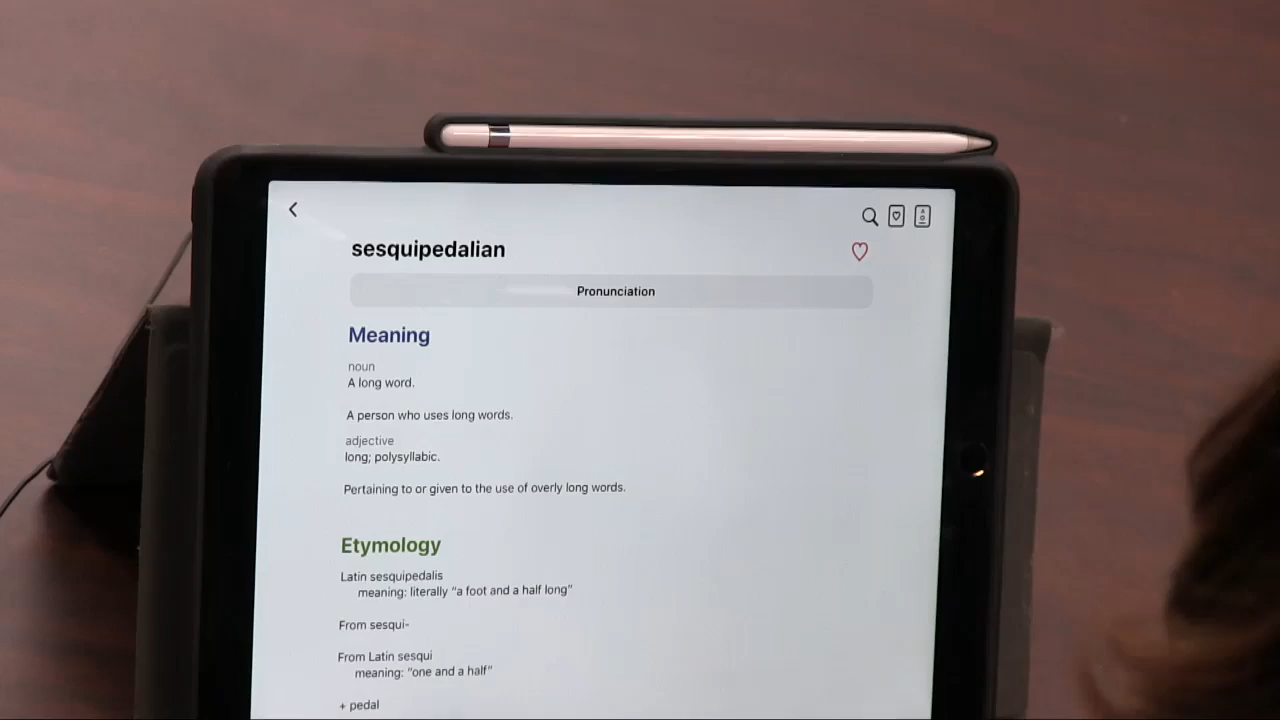 sesquipedalian
Pronunciation
Meaning
noun
A long word.
A person who uses long words.
adjective
long; polysyllabic.
Pertaining to or given to the use of overly long words.
Etymology
Latin sesquipedalis
meaning: literally “a foot and a half long”
From sesqui-
From Latin sesqui
meaning: “one and a half”
+ pedal